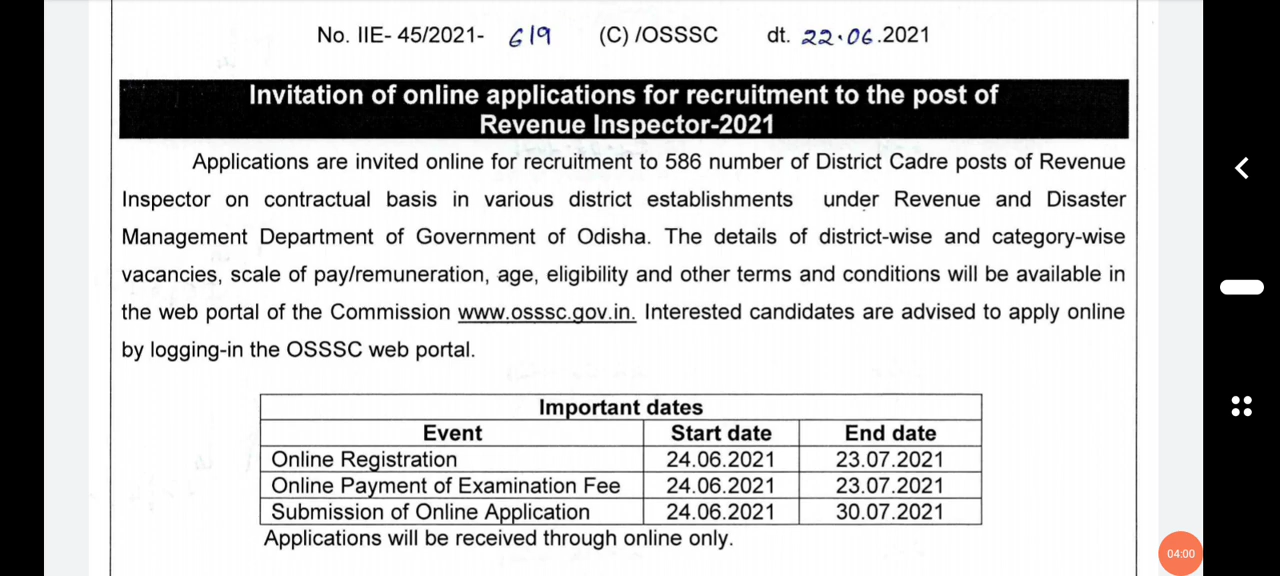 No. IIE- 45/2021- 619 (C) /OSSSC dt. 22.06.2021
Invitation of online applications for recruitment to the post of
Revenue Inspector-2021
Applications are invited online for recruitment to 586 number of District Cadre posts of Revenue
Inspector on contractual basis in various district establishments under Revenue and Disaster
Management Department of Government of Odisha. The details of district-wise and category-wise
vacancies, scale of pay/remuneration, age, eligibility and other terms and conditions will be available in
the web portal of the Commission www.osssc.gov.in. Interested candidates are advised to apply online
by logging-in the OSSSC web portal.
Important dates
Event Start date End date
Online Registration 24.06.2021 23.07.2021
Online Payment of Examination Fee 24.06.2021 23.07.2021
Submission of Online Application 24.06.2021 30.07.2021
Applications will be received through online only.
04:00